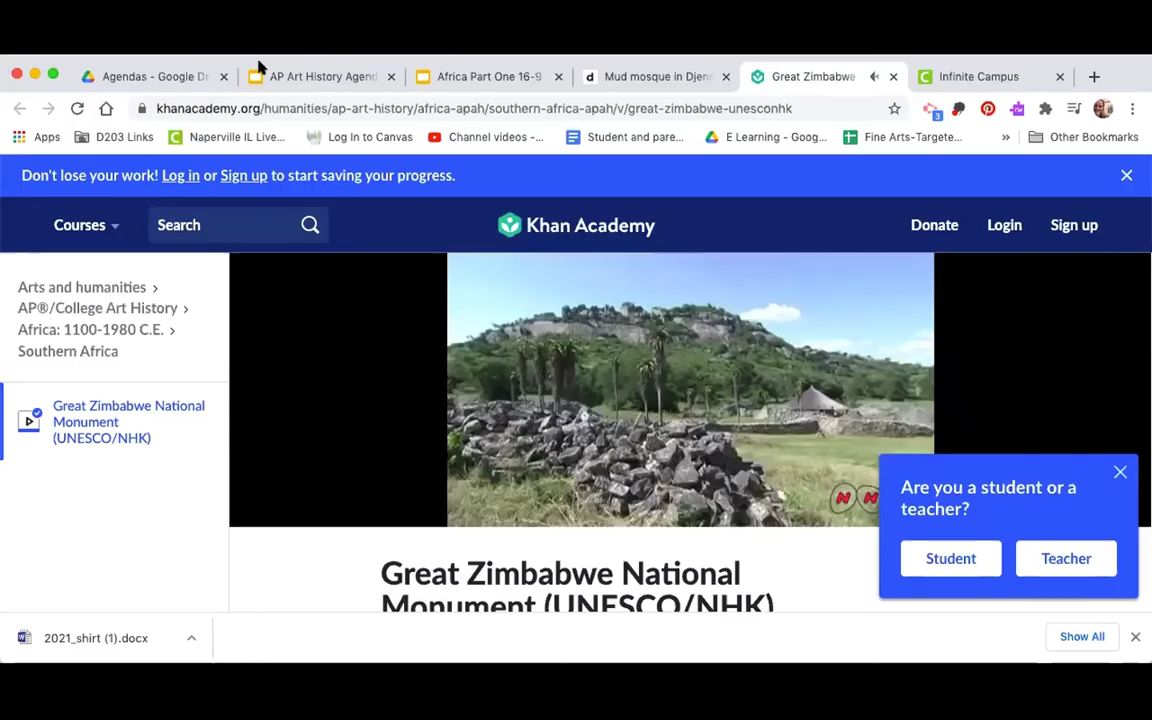 Agendas - Google Dr
AP Art History Agend
Africa Part One 16-9
Mud mosque in Djenn
Great Zimbabwe
Infinite Campus
khanacademy.org/humanities/ap-art-history/africa-apah/southern-africa-apah/v/great-zimbabwe-unesconhk
3
Apps
D203 Links
Naperville IL Live...
Log In to Canvas
Channel videos -...
Student and pare...
E Learning - Goog...
Fine Arts-Targete...
» Other Bookmarks
Don't lose your work! Log in or Sign up to start saving your progress.
Courses
Search
Khan Academy
Donate
Login
Sign up
Arts and humanities
AP®/College Art History
Africa: 1100-1980 C.E.
Southern Africa
Great Zimbabwe National
Monument
(UNESCO/NHK)
N H
Are you a student or a
teacher?
Student
Teacher
Great Zimbabwe National
Monument (UNESCO/NHK)
2021_shirt (1).docx
Show All